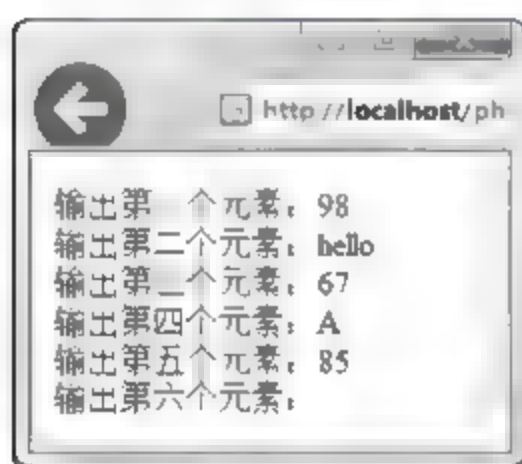 http://localhost/ph
输出第 个元素：98
输出第二个元素：hello
输出第 个元素：67
输出第四个元素：A
输出第五个元素：85
输出第六个元素：